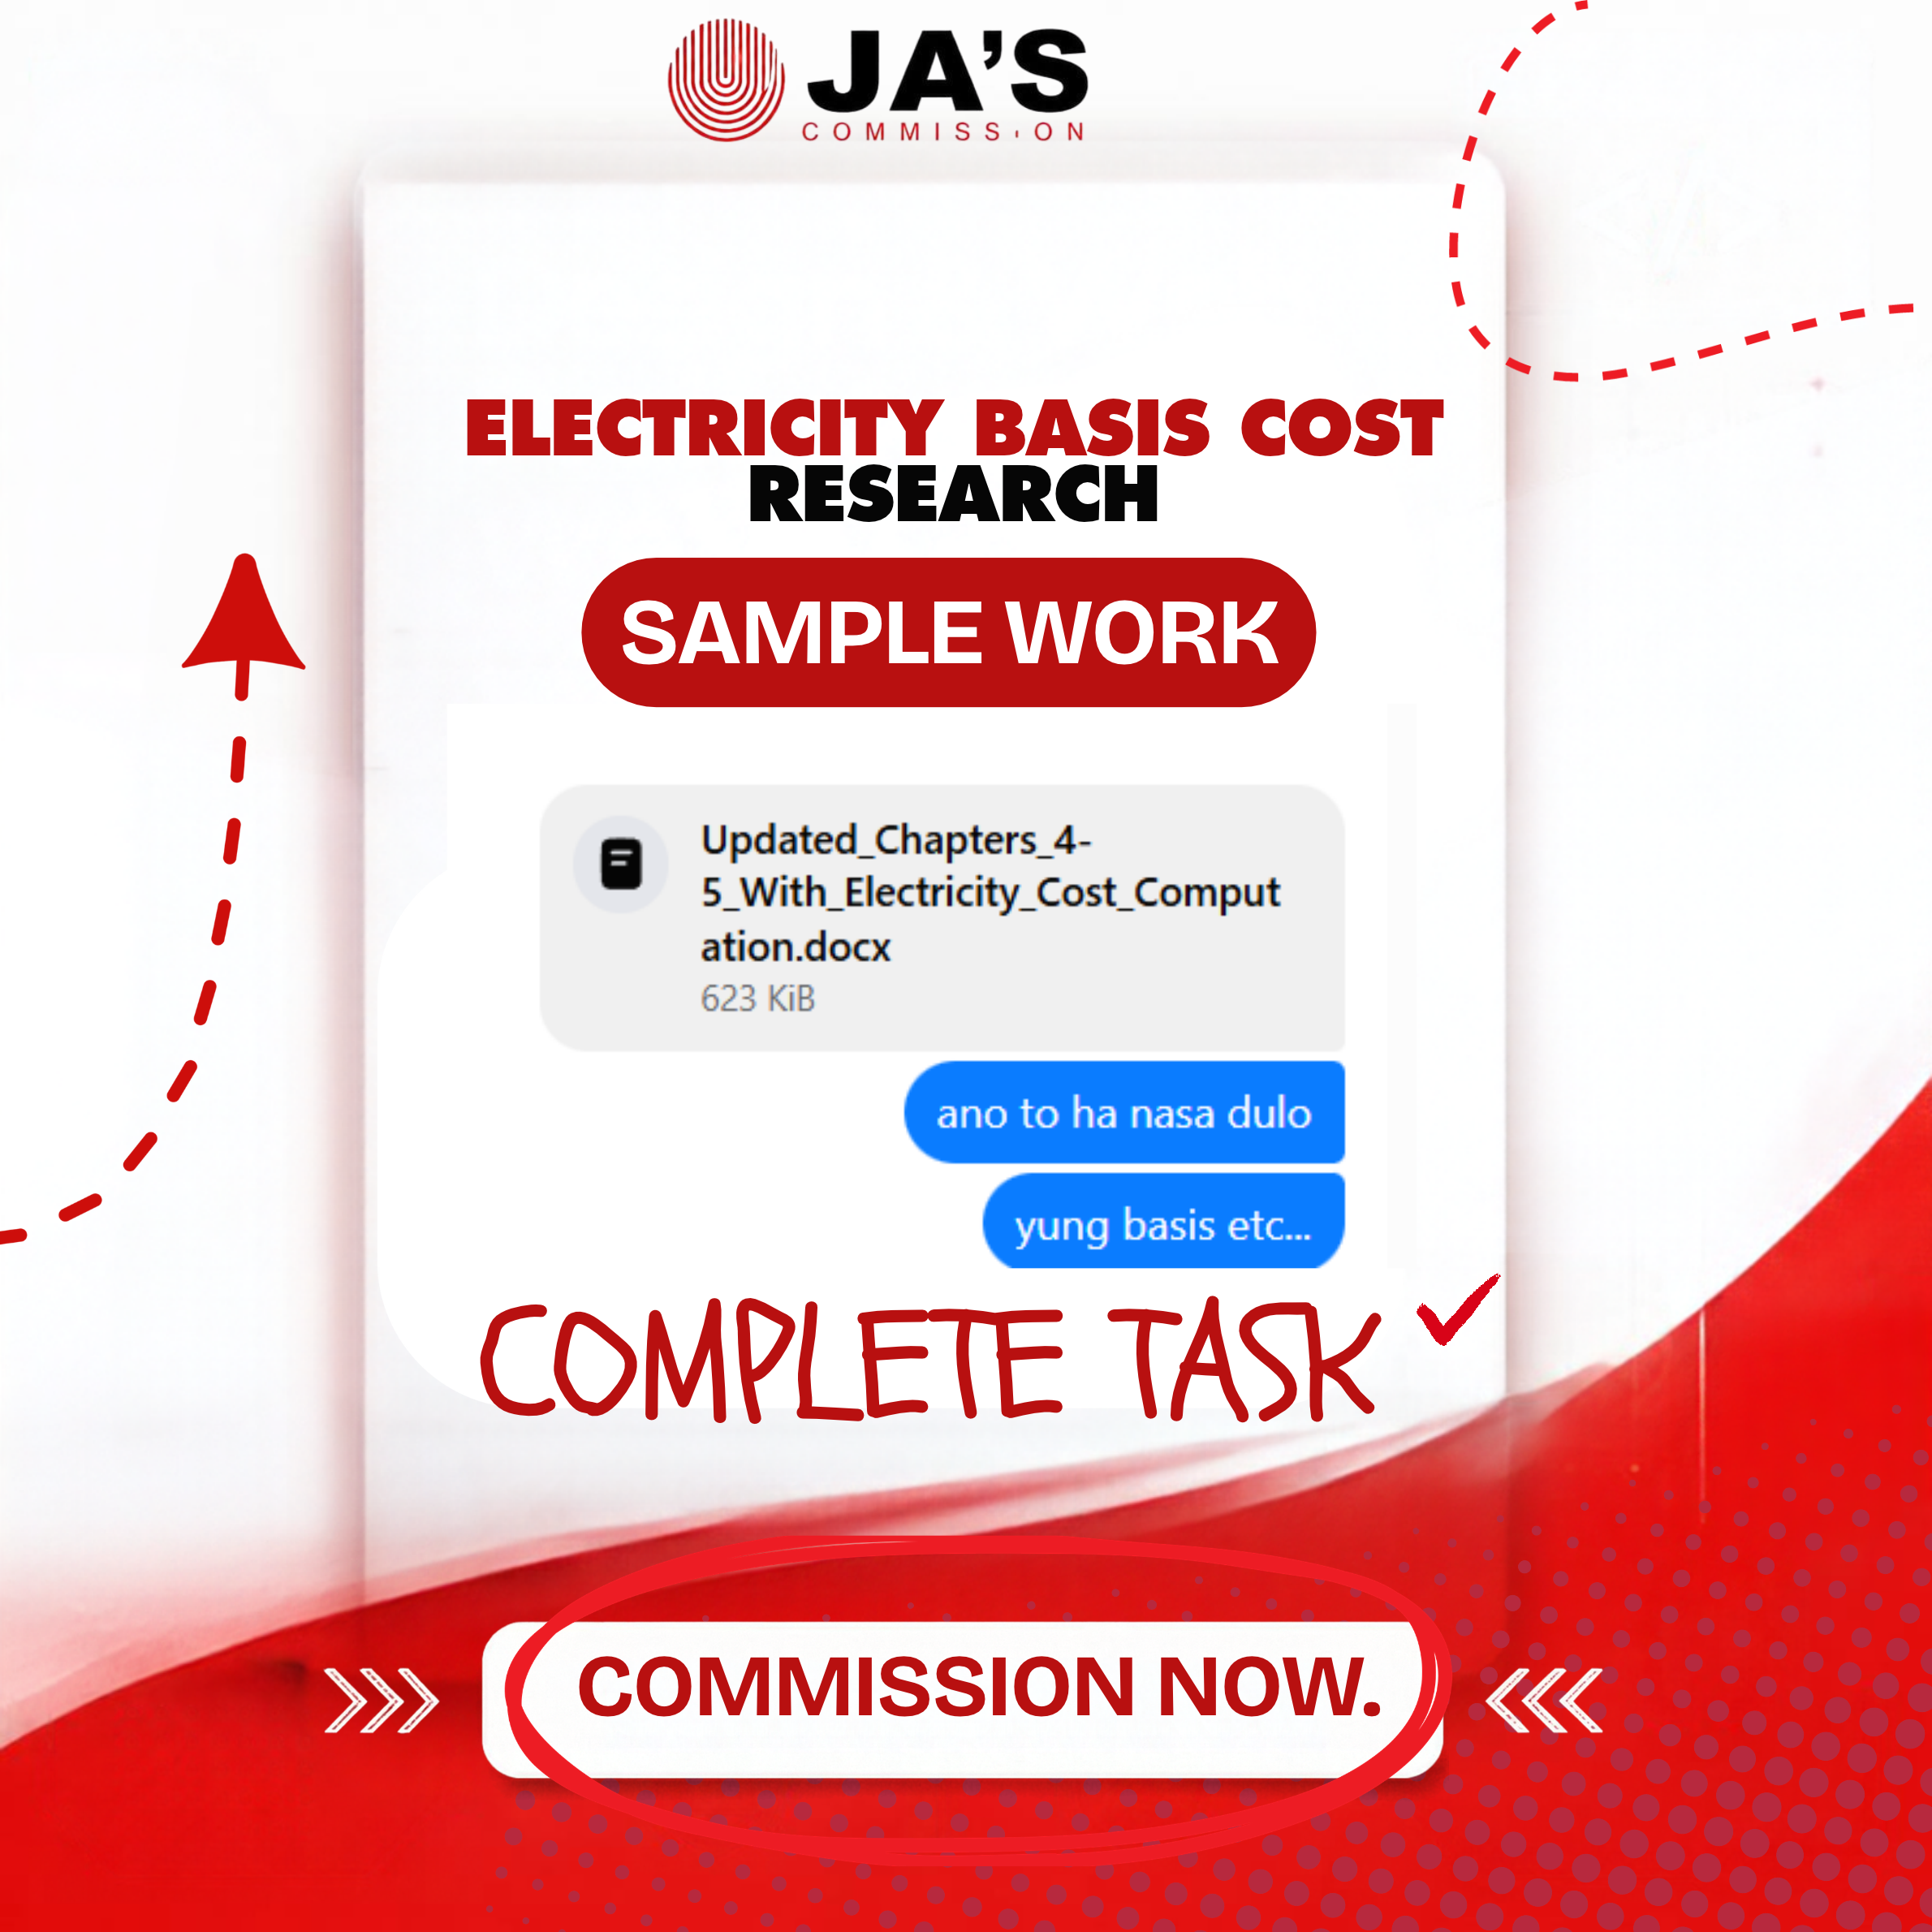 JA'S
COMMISSION
ELECTRICITY BASIS COST
RESEARCH
SAMPLE WORK
Updated_Chapters_4-
5_With_Electricity_Cost_Comput
ation.docx
623 KiB
ano to ha nasa dulo
yung basis etc...
COMPLETE TASK
COMMISSION NOW.